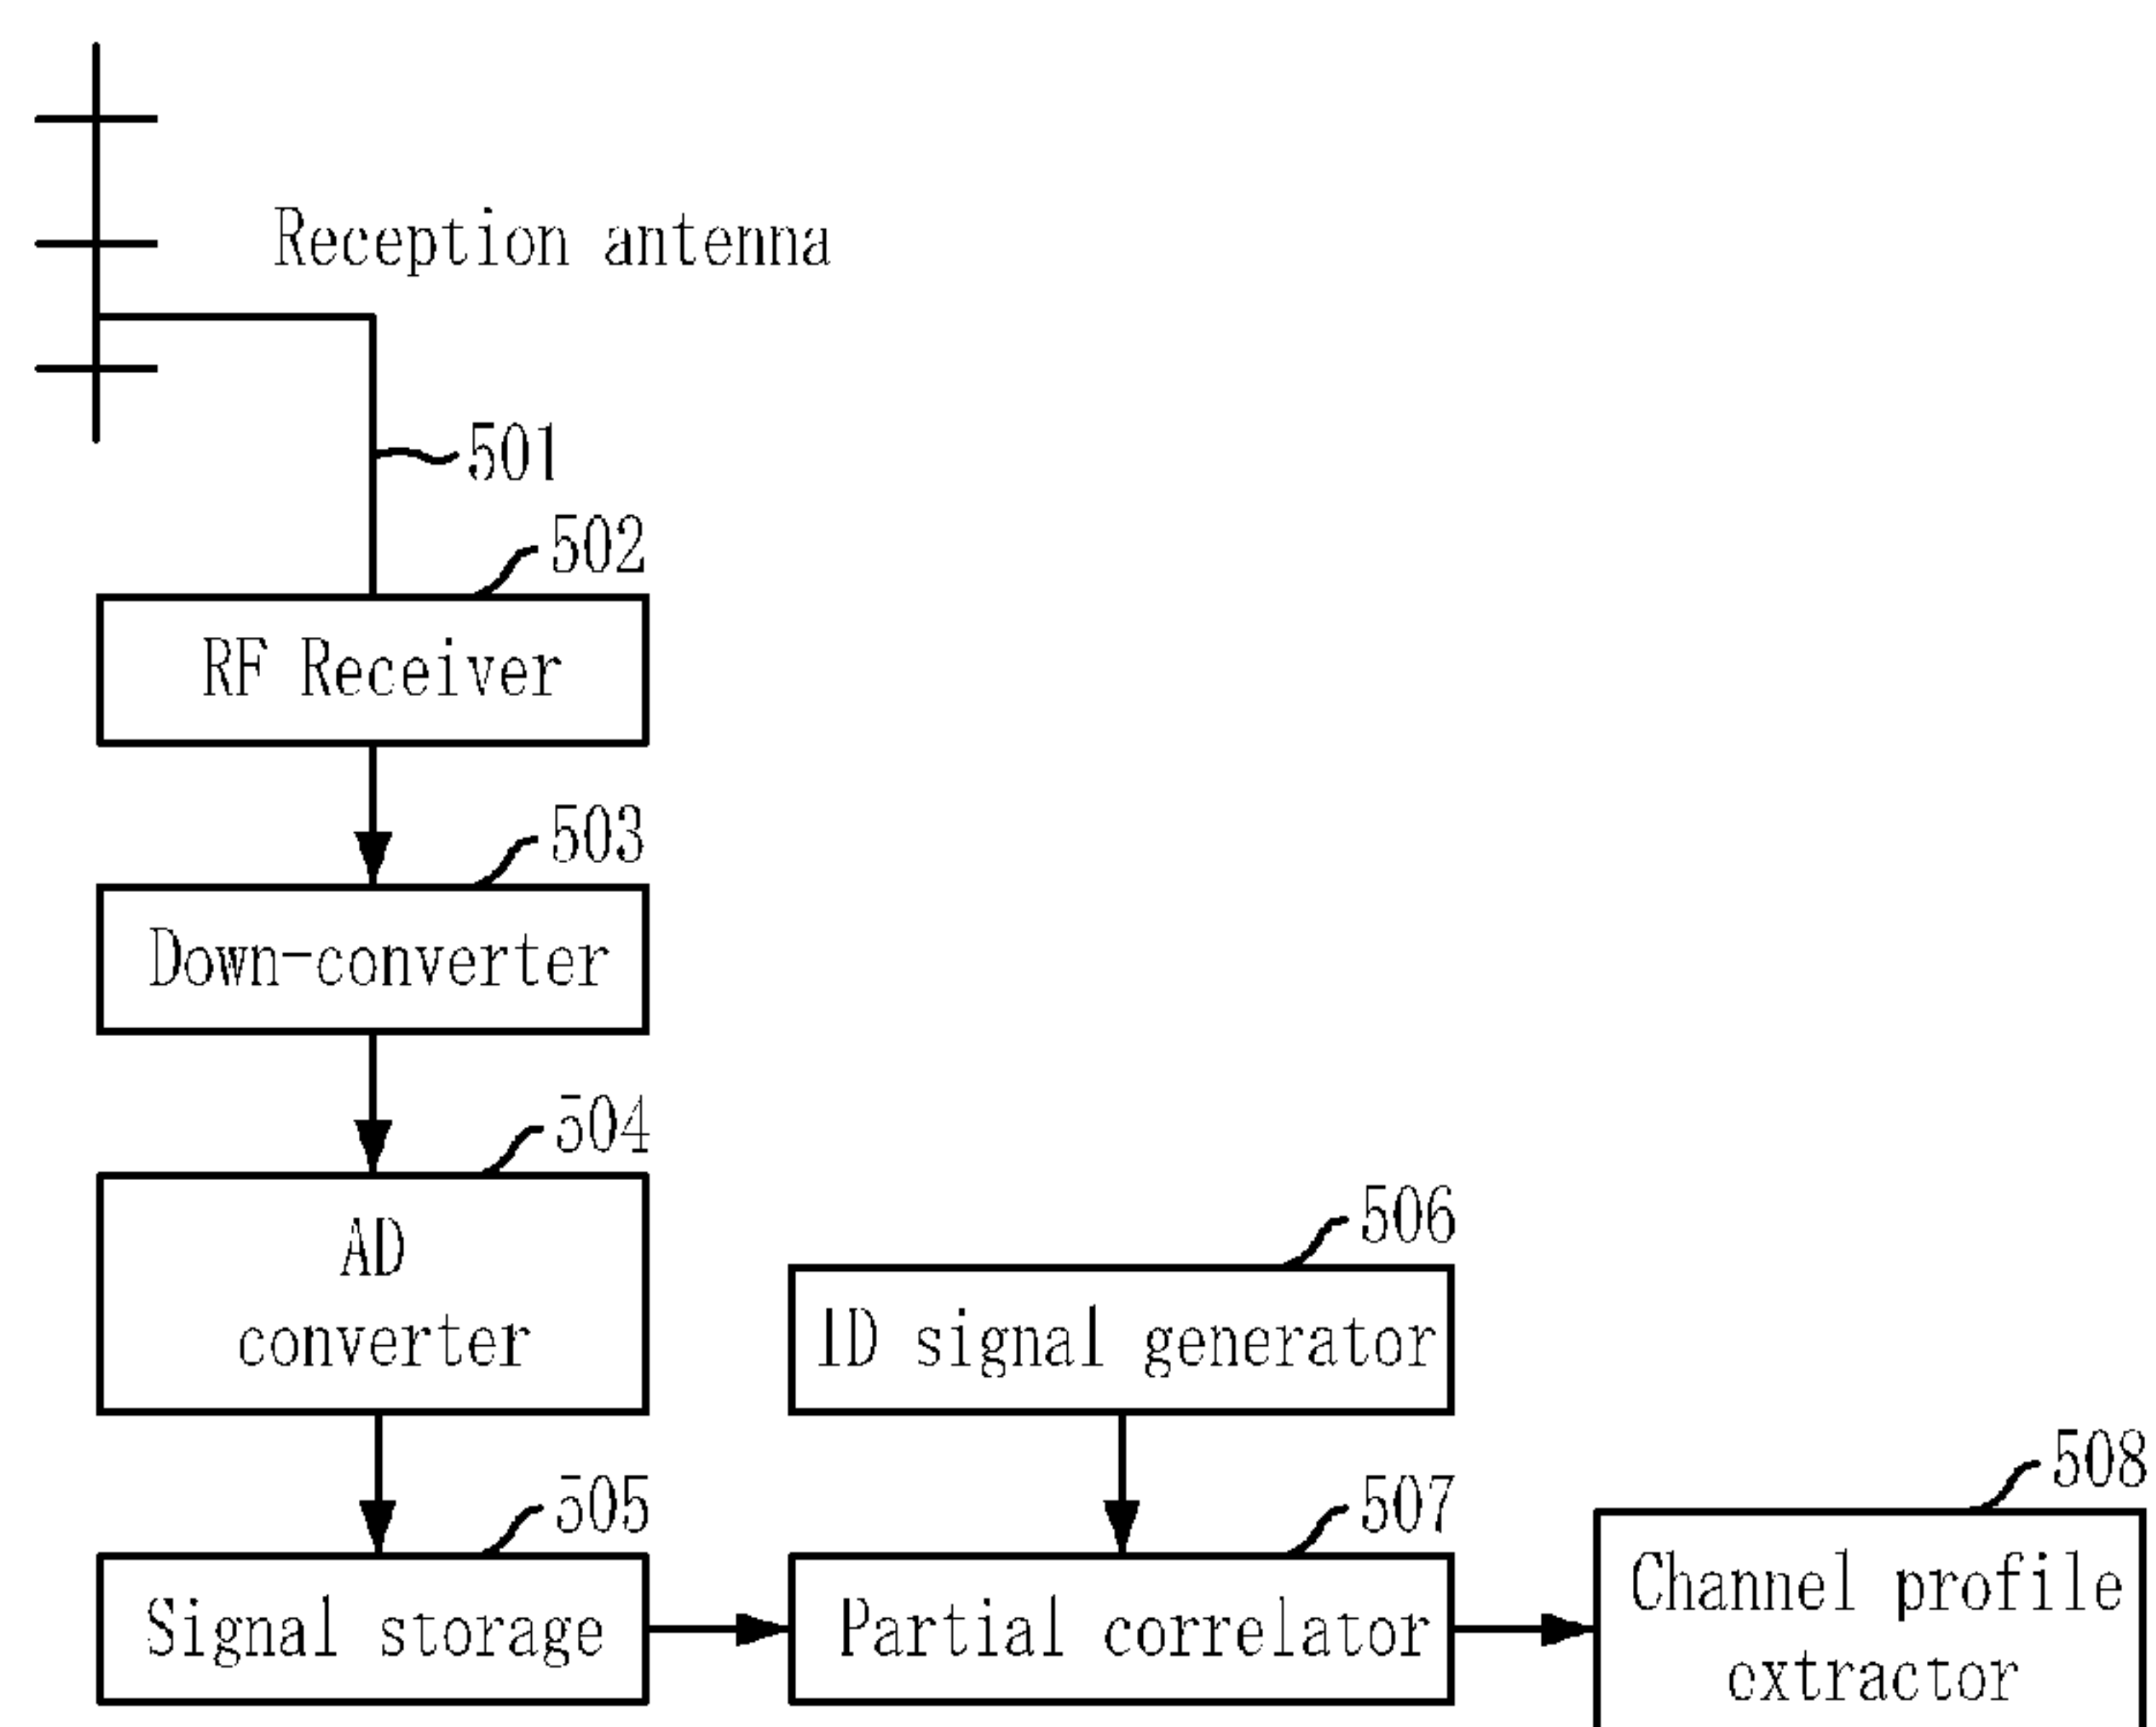 Reception antenna
501
502
RF Receiver
503
Down-converter
504
AD
converter
505
Signal storage
506
ID signal generator
507
Partial correlator
508
Channel profile
extractor